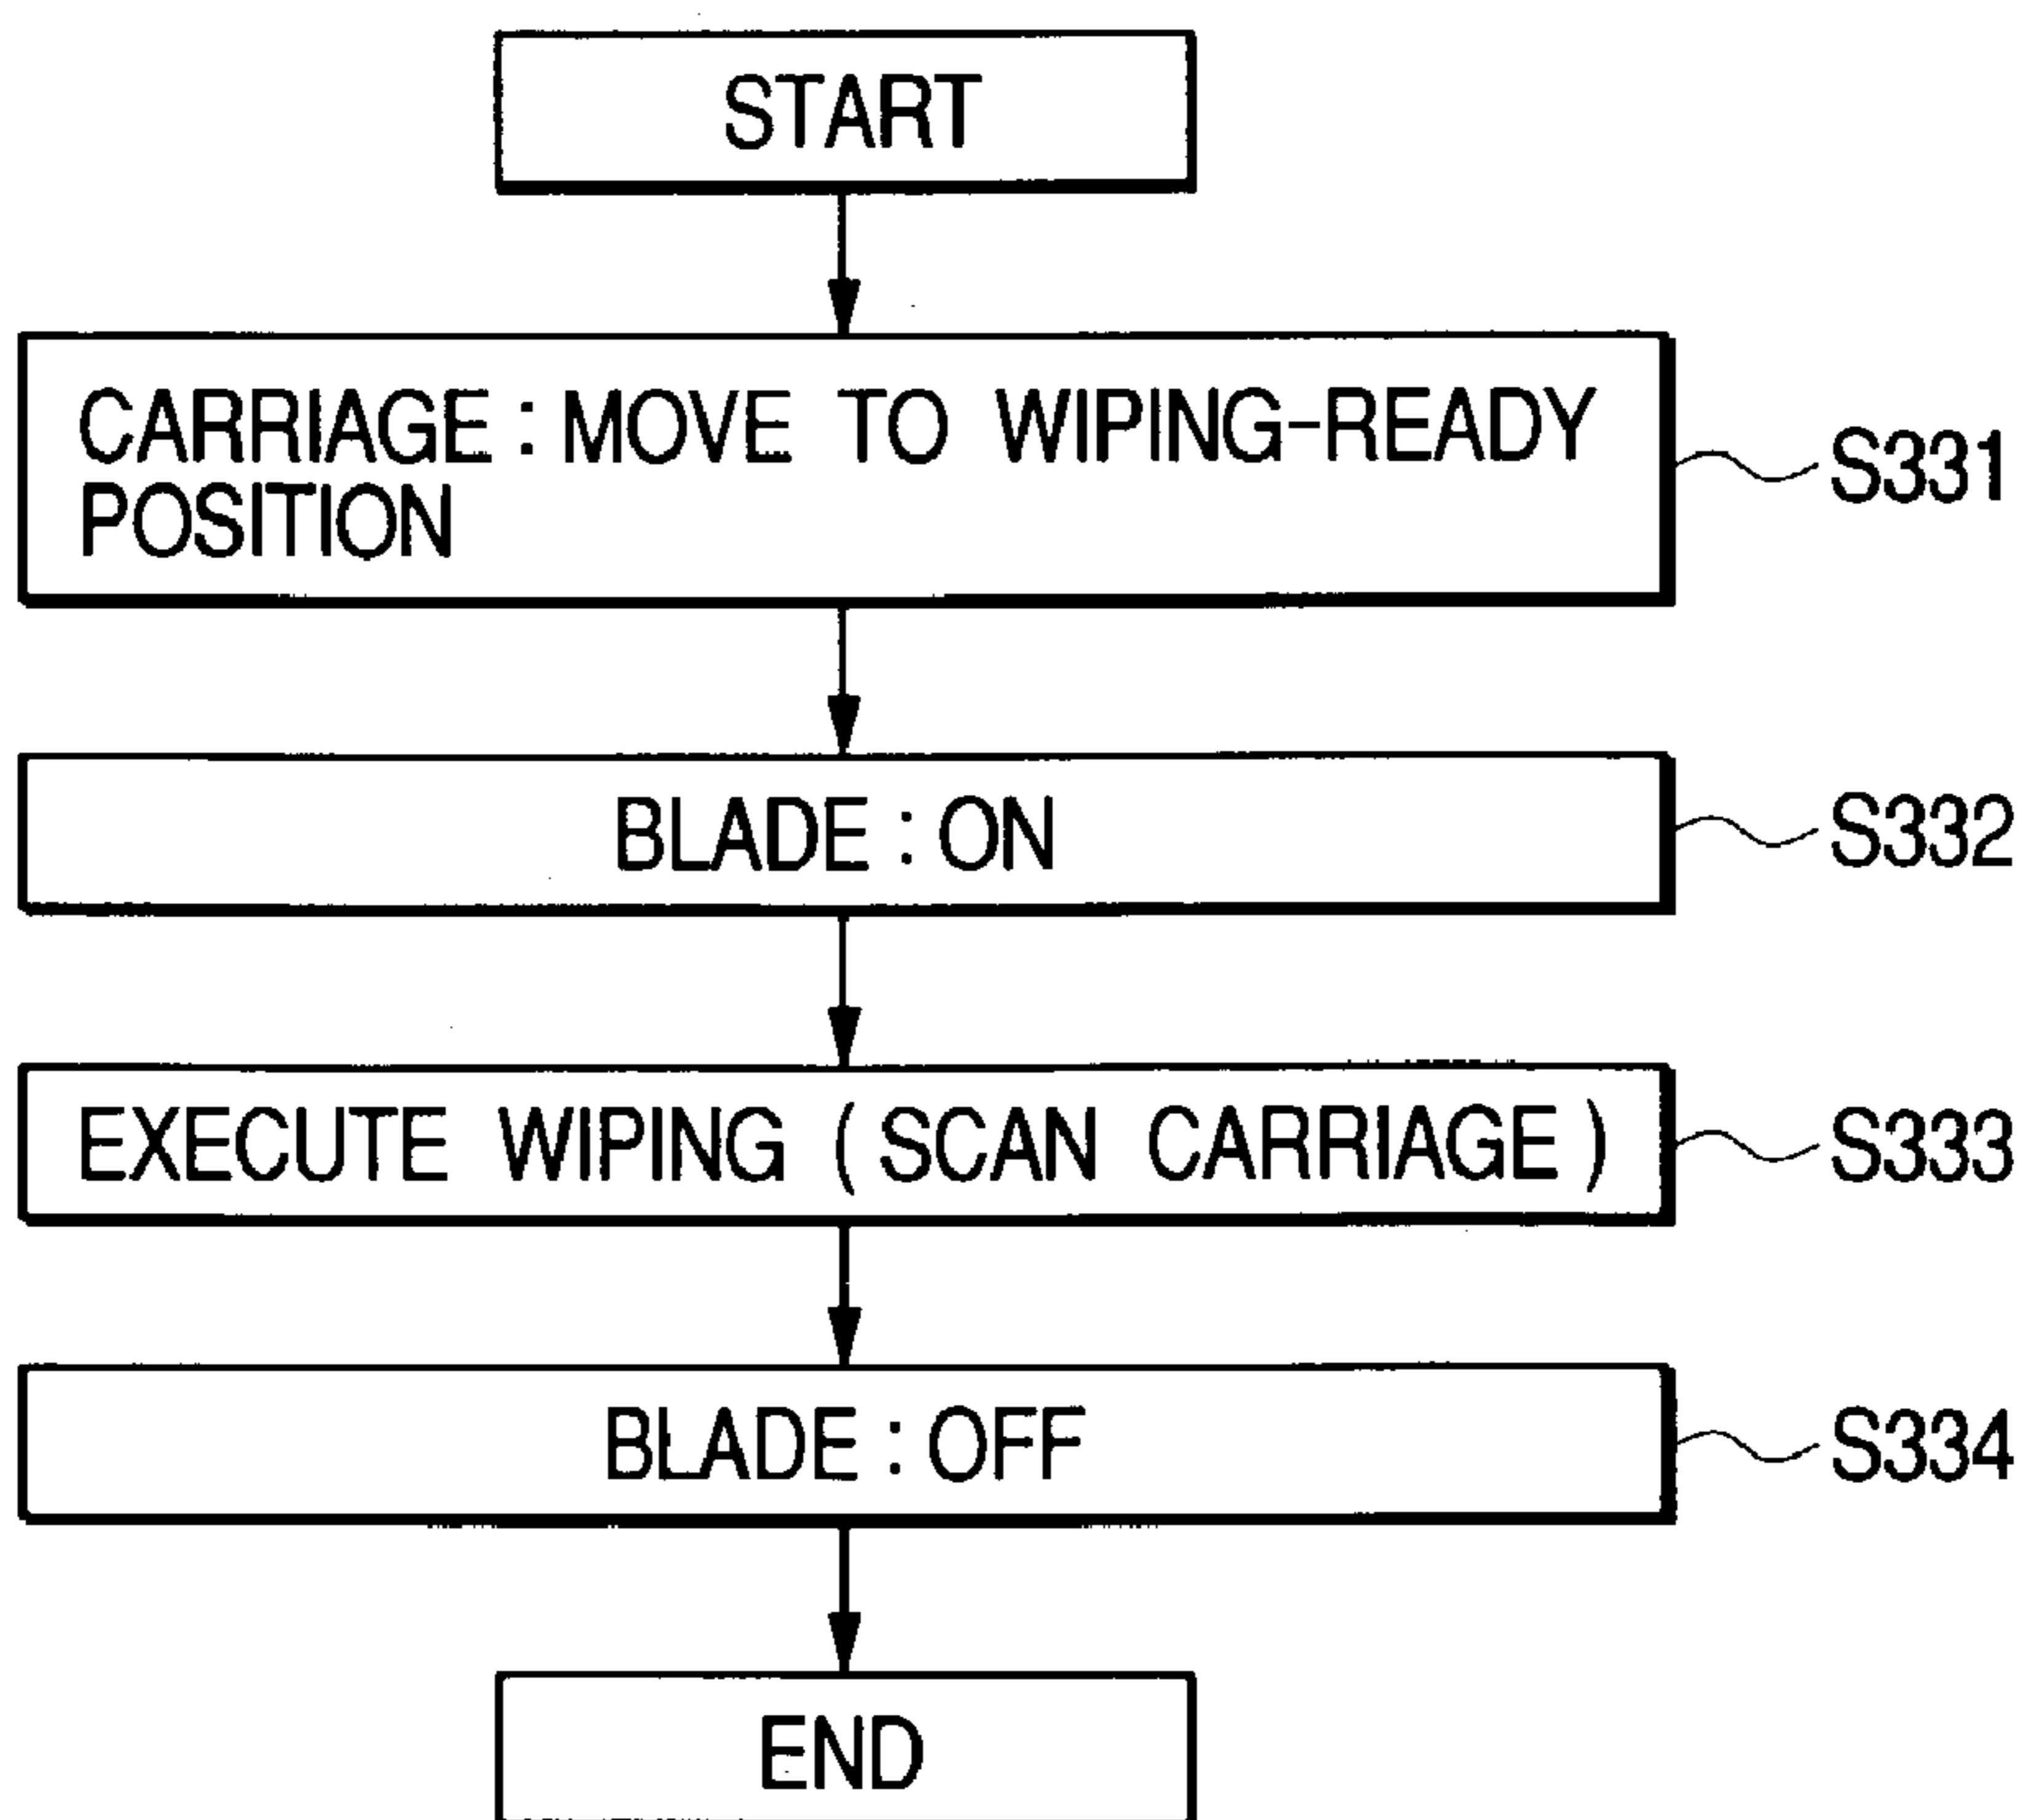 START
CARRIAGE : MOVE TO WIPING-READY
POSITION
S331
BLADE : ON
S332
EXECUTE WIPING ( SCAN CARRIAGE )
S333
BLADE : OFF
S334
END